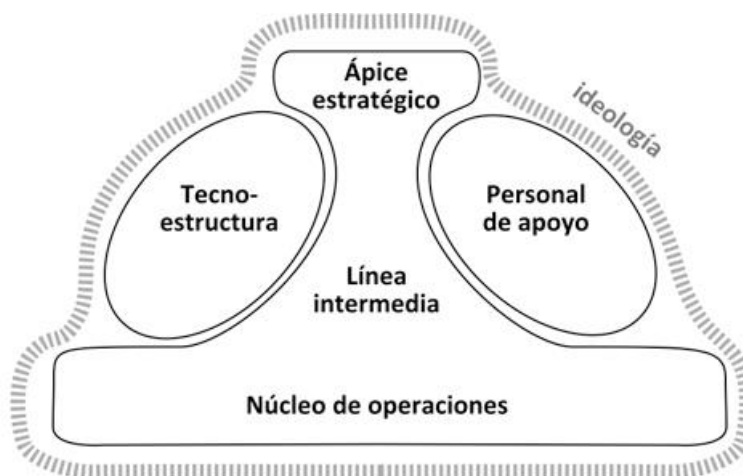 Ápice
estratégico
ideología
Tecno-
estructura
Personal
de apoyo
Línea
intermedia
Núcleo de operaciones